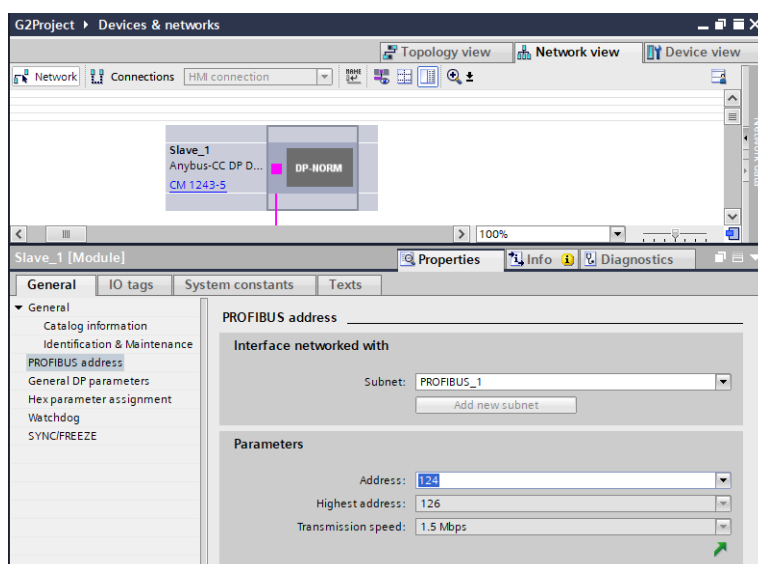 G2Project ▸ Devices & networks
Topology view Network view Device view
Network Connections HMI connection
Slave_1
Anybus-CC DP D... DP-NORM
CM 1243-5
100%
Slave_1 [Module] Properties Info Diagnostics
General IO tags System constants Texts
General
Catalog information
Identification & Maintenance
PROFIBUS address
General DP parameters
Hex parameter assignment
Watchdog
SYNC/FREEZE
PROFIBUS address
Interface networked with
Subnet: PROFIBUS_1
Add new subnet
Parameters
Address: 124
Highest address: 126
Transmission speed: 1.5 Mbps